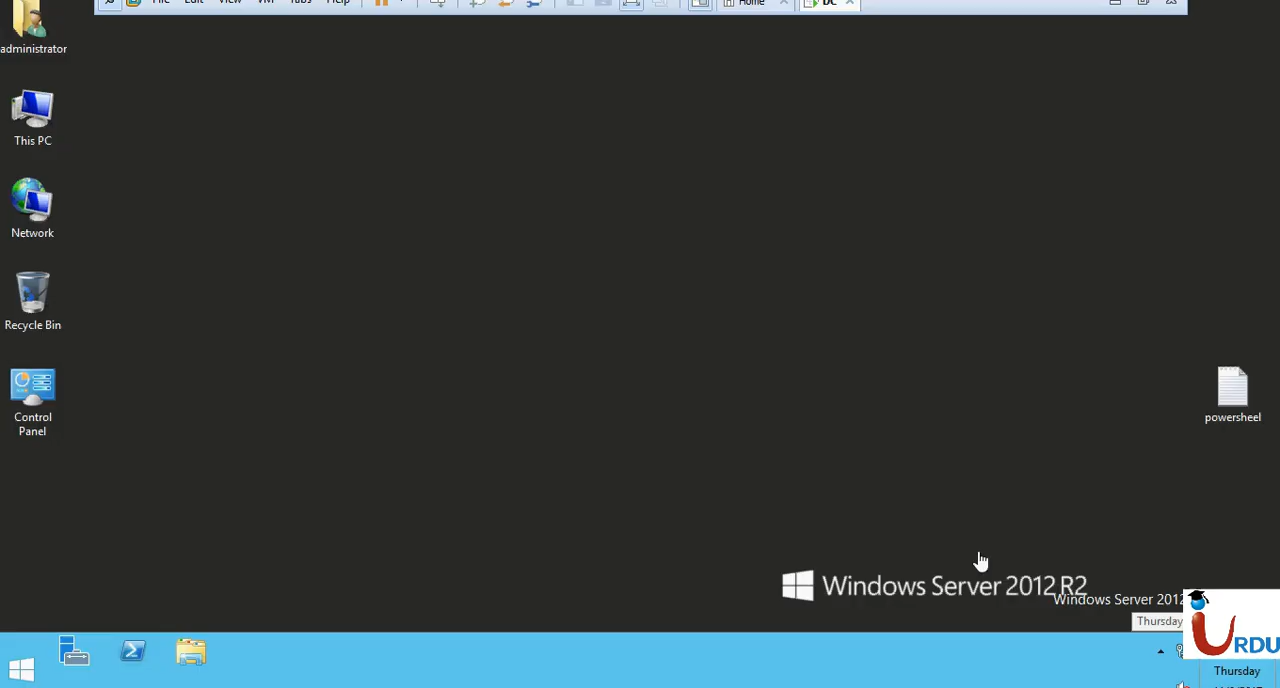 File Edit View VM Tabs Help
Home
DC
administrator
This PC
Network
Recycle Bin
Control
Panel
powersheel
Windows Server 2012 R2
Windows Server 2012
Thursday
URDU
Thursday